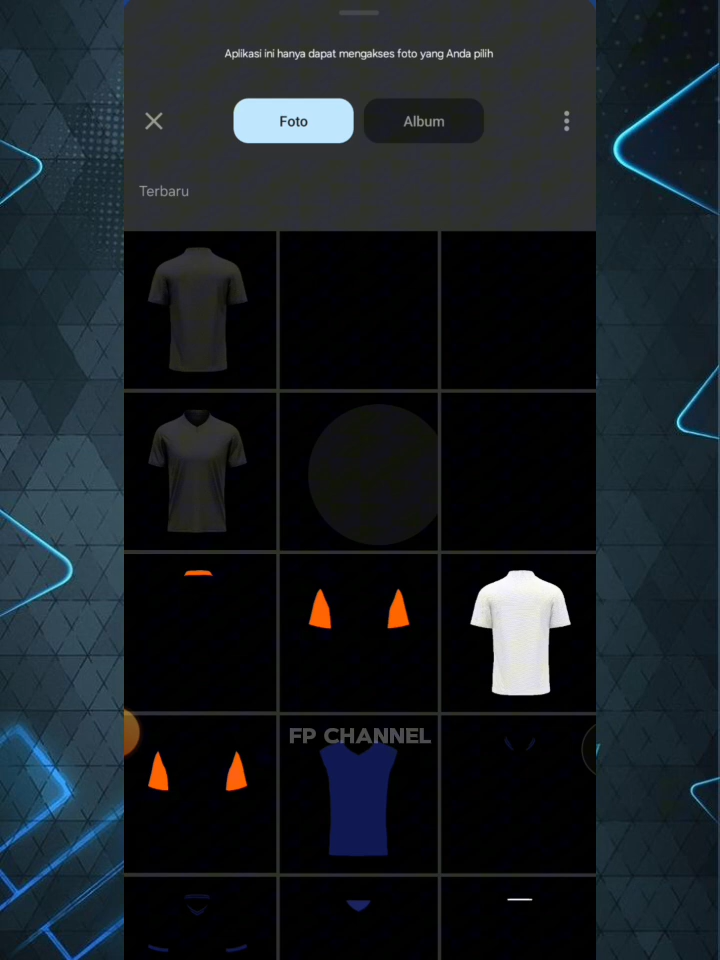 Aplikasi ini hanya dapat mengakses foto yang Anda pilih
Foto
Album
Terbaru
FP CHANNEL